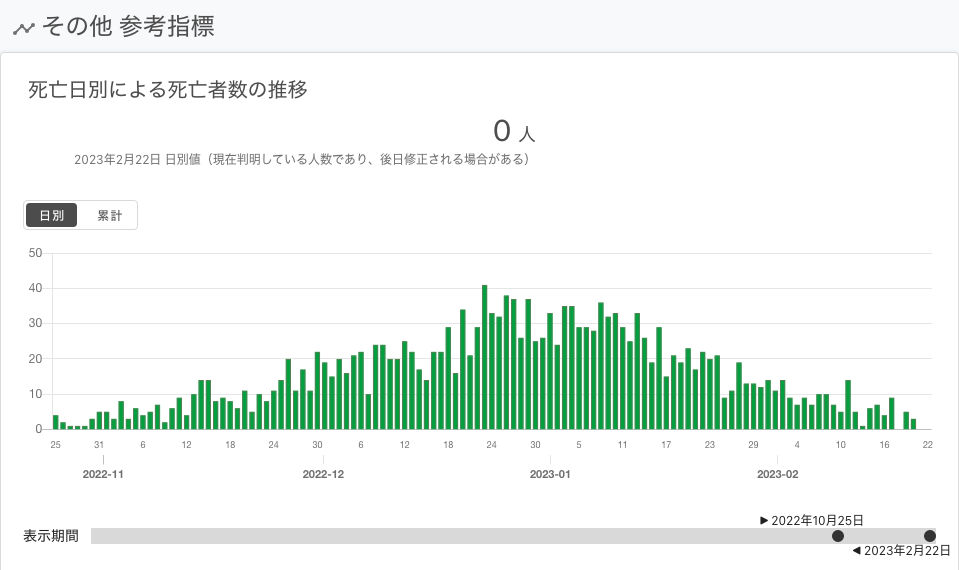 その他 参考指標
死亡日別による死亡者数の推移
0 人
2023年2月22日 日別値（現在判明している人数であり、後日修正される場合がある）
日別 累計
50
40
30
20
10
0
25 31 6 12 18 24 30 6 12 18 24 30 5 11 17 23 29 4 10 16 22
2022-11 2022-12 2023-01 2023-02
▶ 2022年10月25日
表示期間
◀ 2023年2月22日